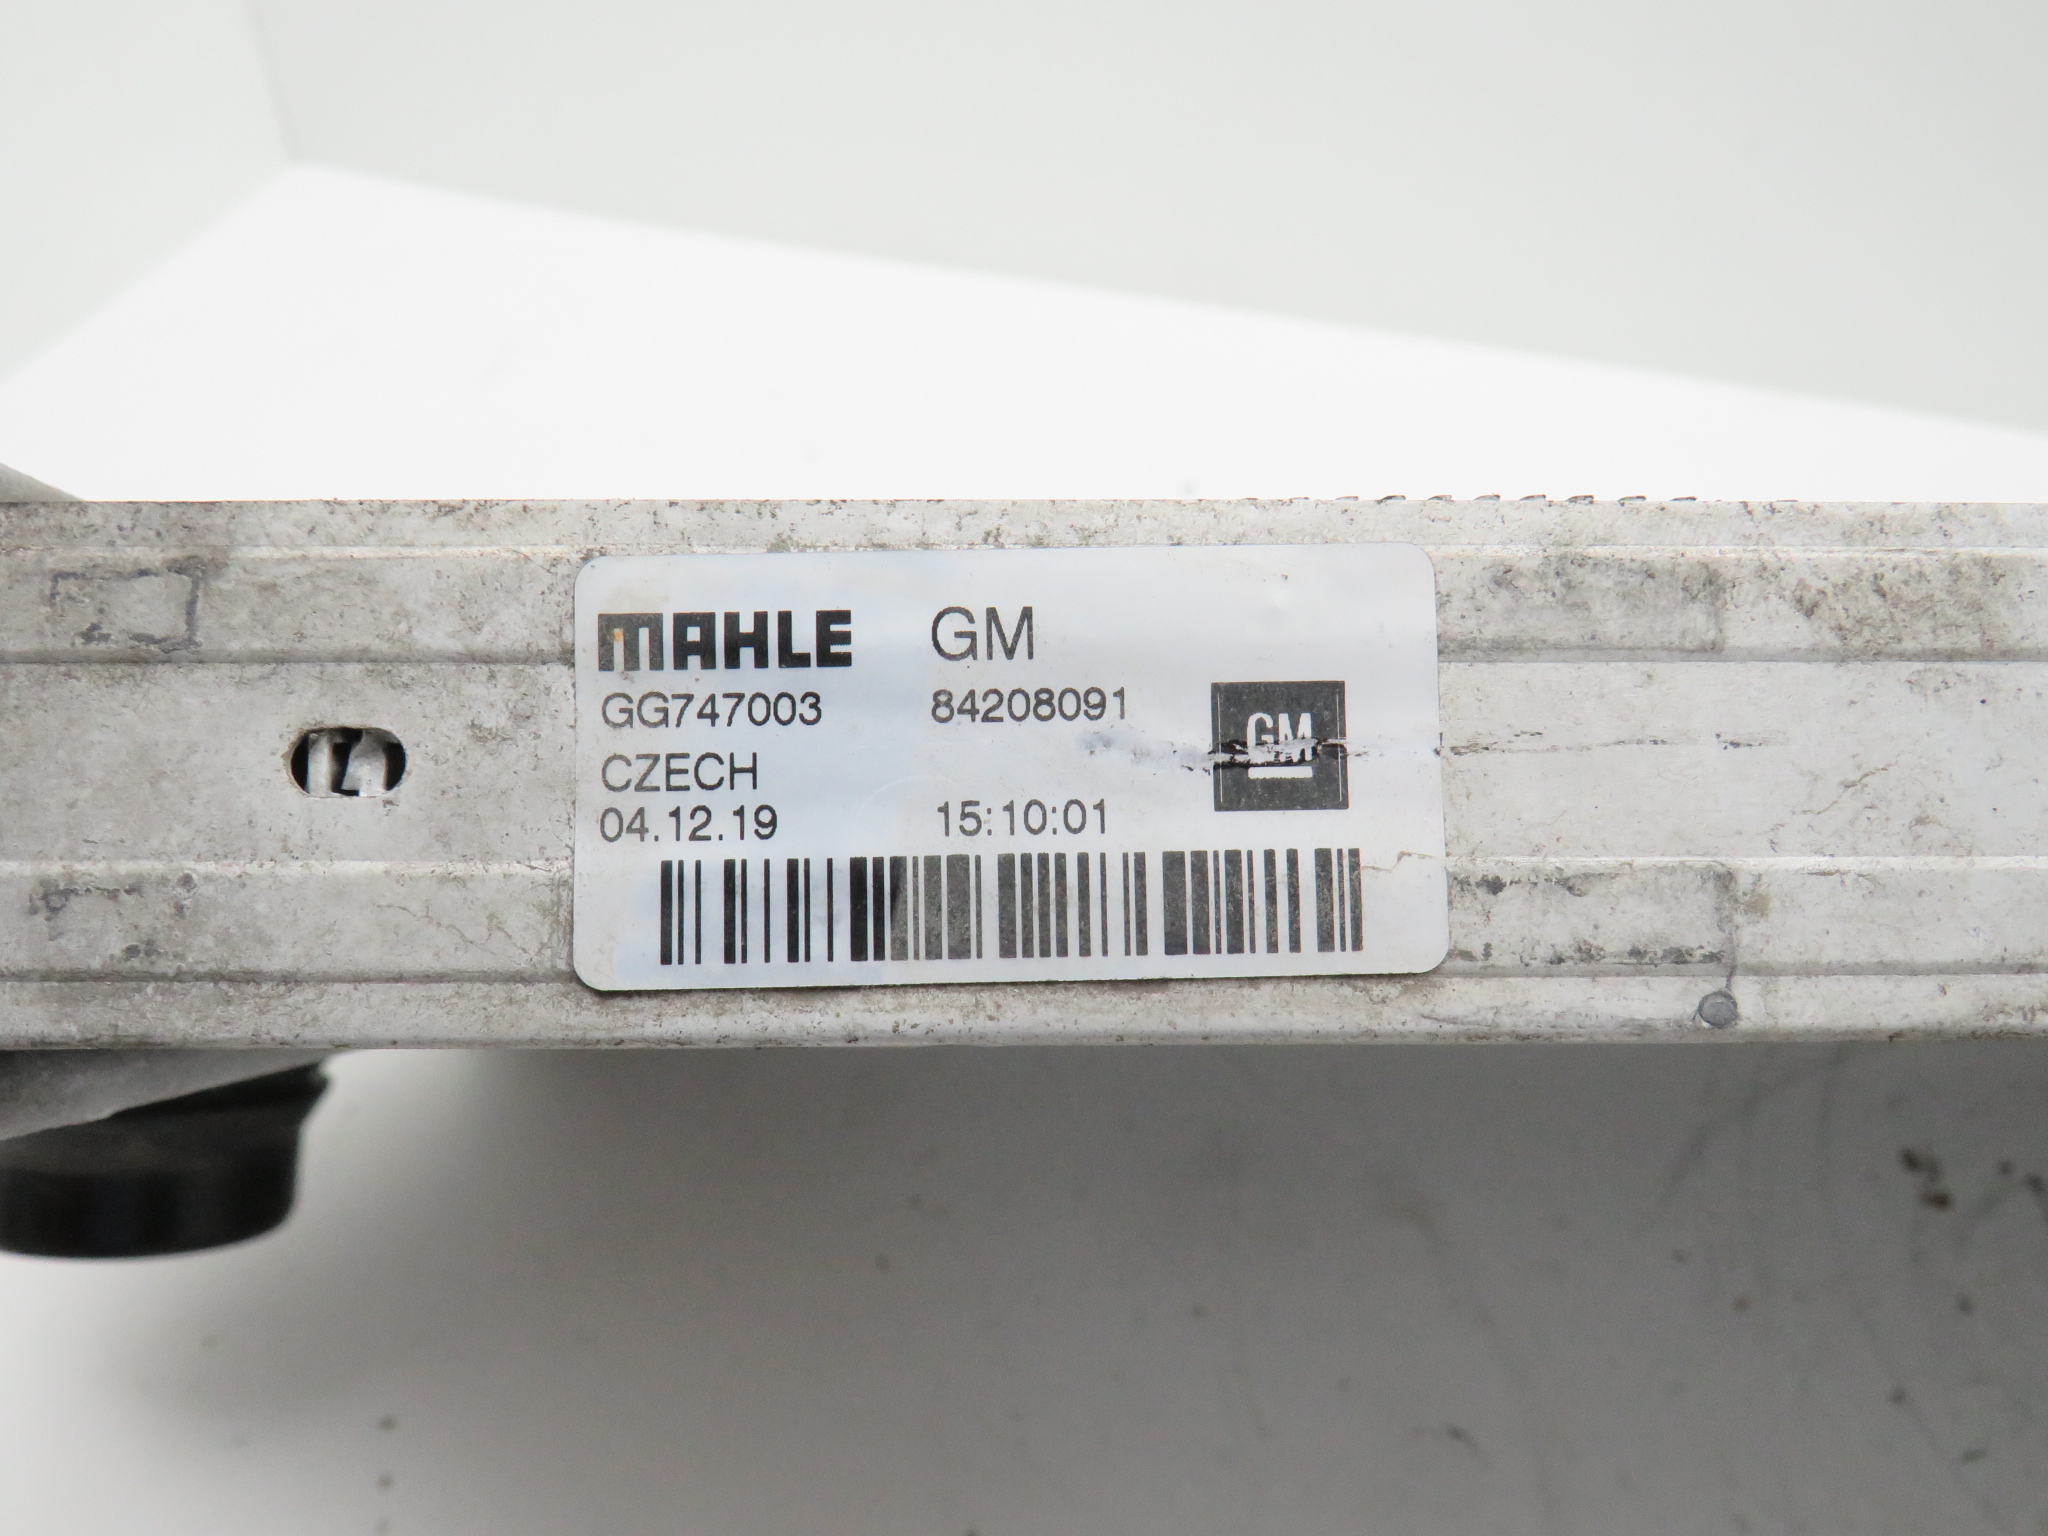 MAHLE GM
GG747003 84208091
GM
CZECH
04.12.19 15:10:01